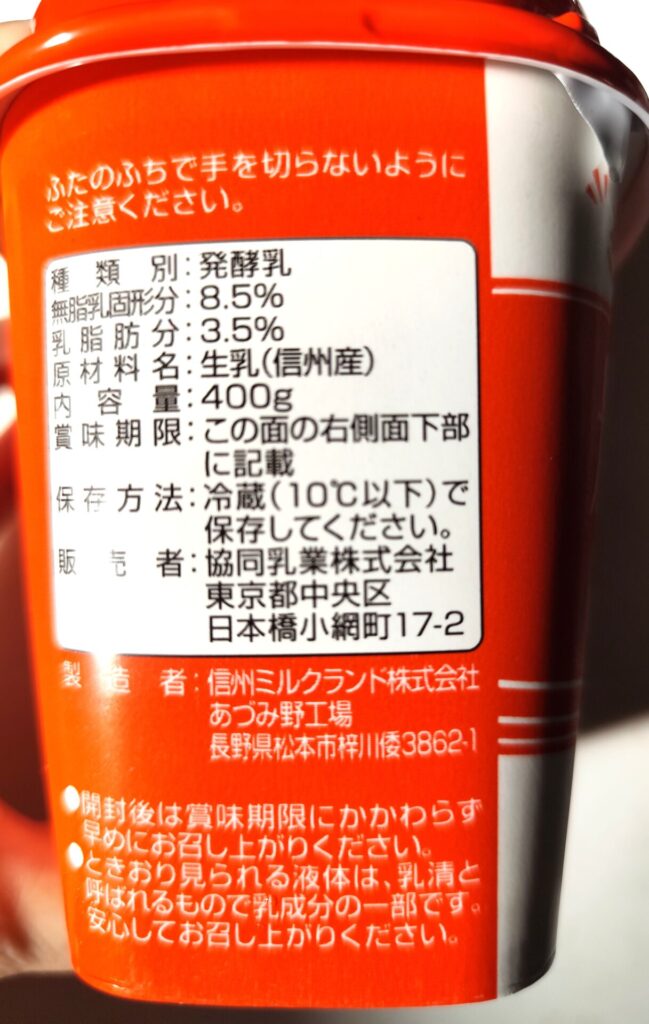 ふたのふちで手を切らないように
ご注意ください。
種類別：発酵乳
無脂乳固形分：8.5%
乳脂肪分：3.5%
原材料名：生乳（信州産）
内容量：400g
賞味期限：この面の右側面下部
に記載
保存方法：冷蔵（10℃以下）で
保存してください。
販売者：協同乳業株式会社
東京都中央区
日本橋小網町17-2
製造者：信州ミルクランド株式会社
あづみ野工場
長野県松本市梓川倭3862-1
●開封後は賞味期限にかかわらず
早めにお召し上がりください。
●ときおり見られる液体は、乳清と
呼ばれるもので乳成分の一部です。
安心してお召し上がりください。